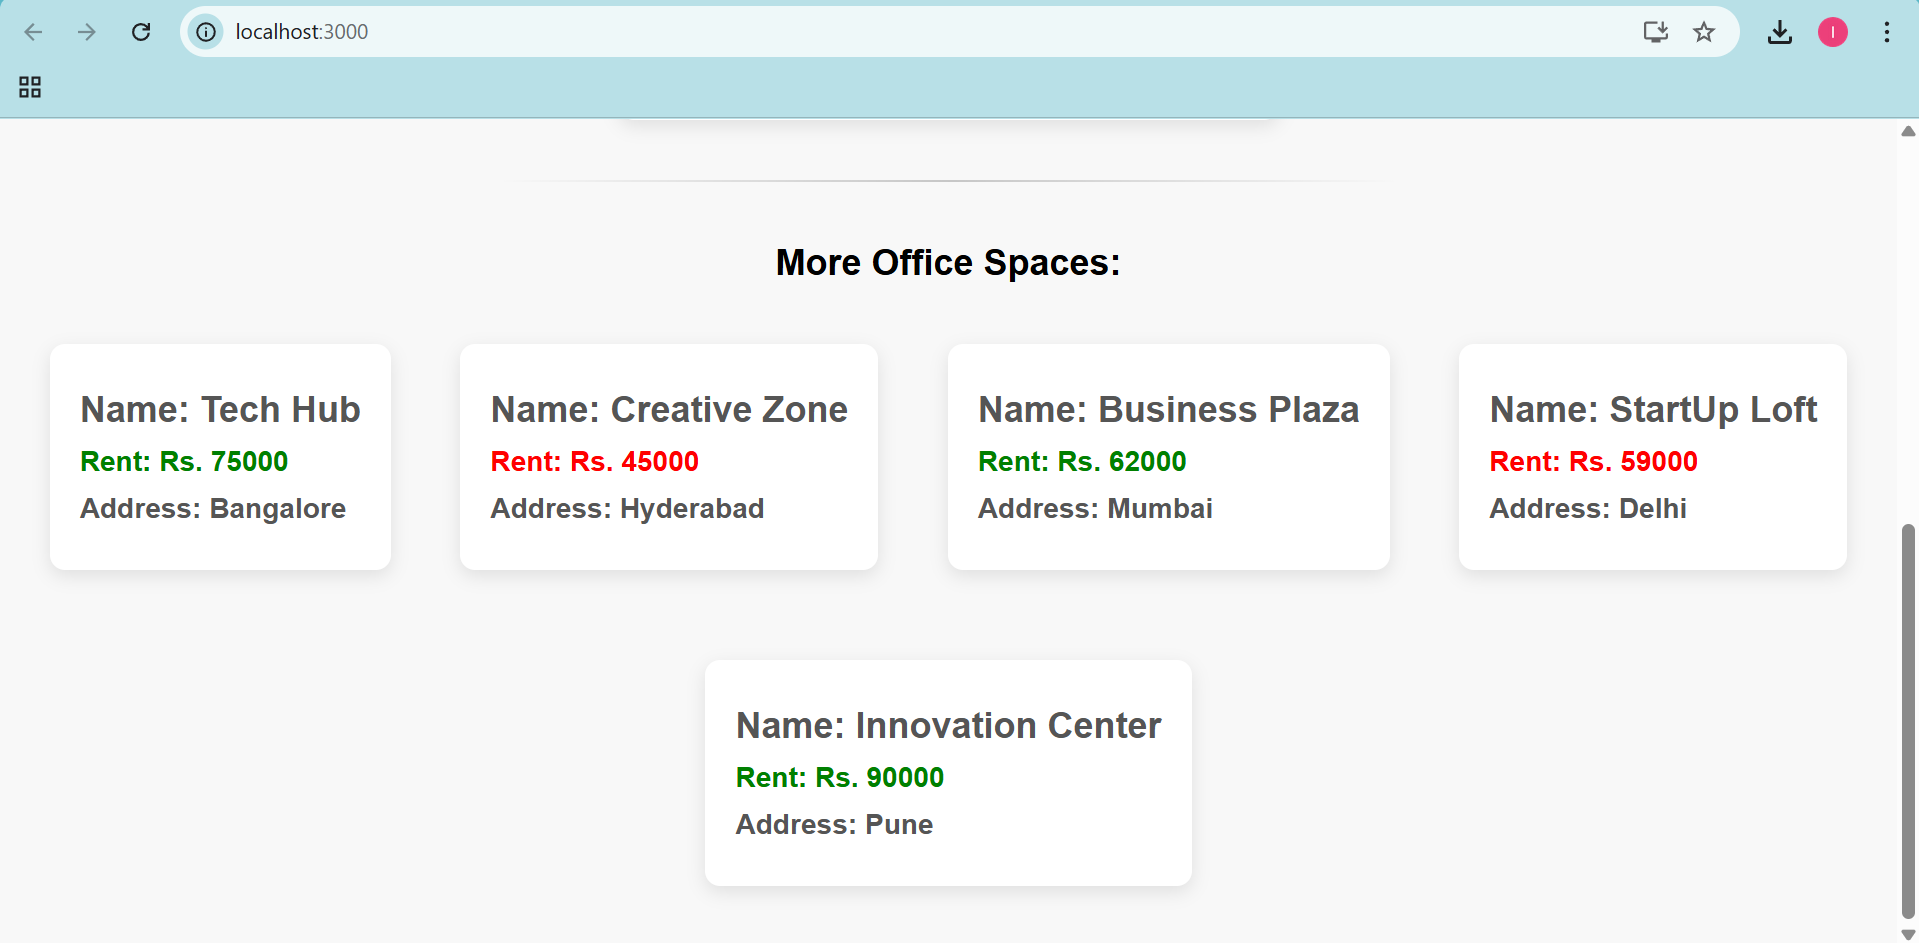 localhost:3000
I
More Office Spaces:
Name: Tech Hub
Rent: Rs. 75000
Address: Bangalore
Name: Creative Zone
Rent: Rs. 45000
Address: Hyderabad
Name: Business Plaza
Rent: Rs. 62000
Address: Mumbai
Name: StartUp Loft
Rent: Rs. 59000
Address: Delhi
Name: Innovation Center
Rent: Rs. 90000
Address: Pune